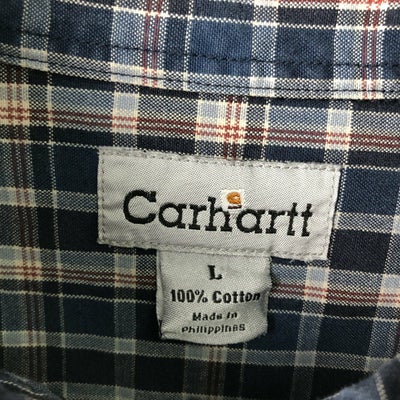 Carhartt
L
100% Cotton
Made in
Philippines